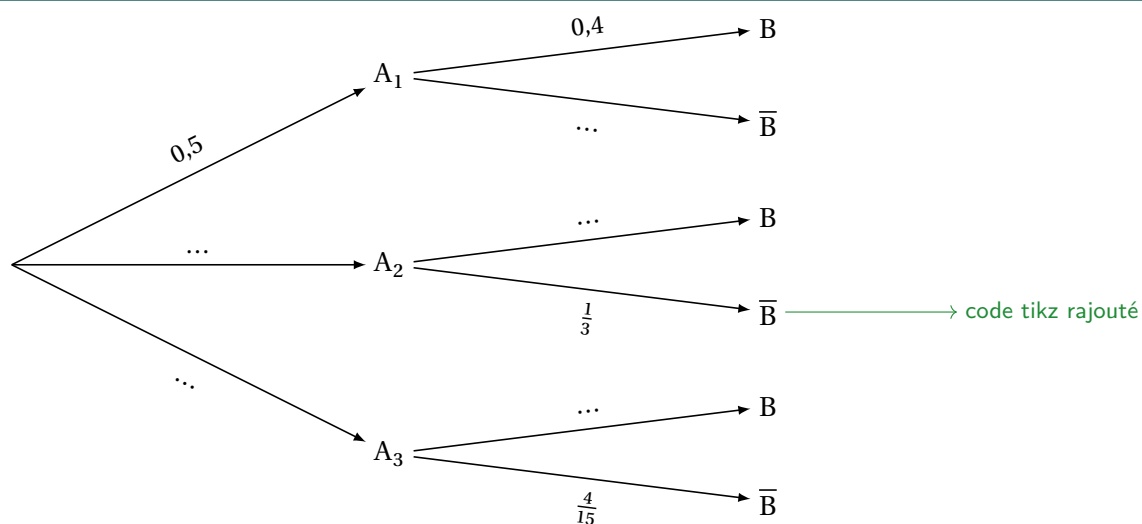 0,4 B
A₁
... B̅
0,5
... B
... A₂
1/3 B̅ code tikz rajouté
...
... B
A₃
4/15 B̅